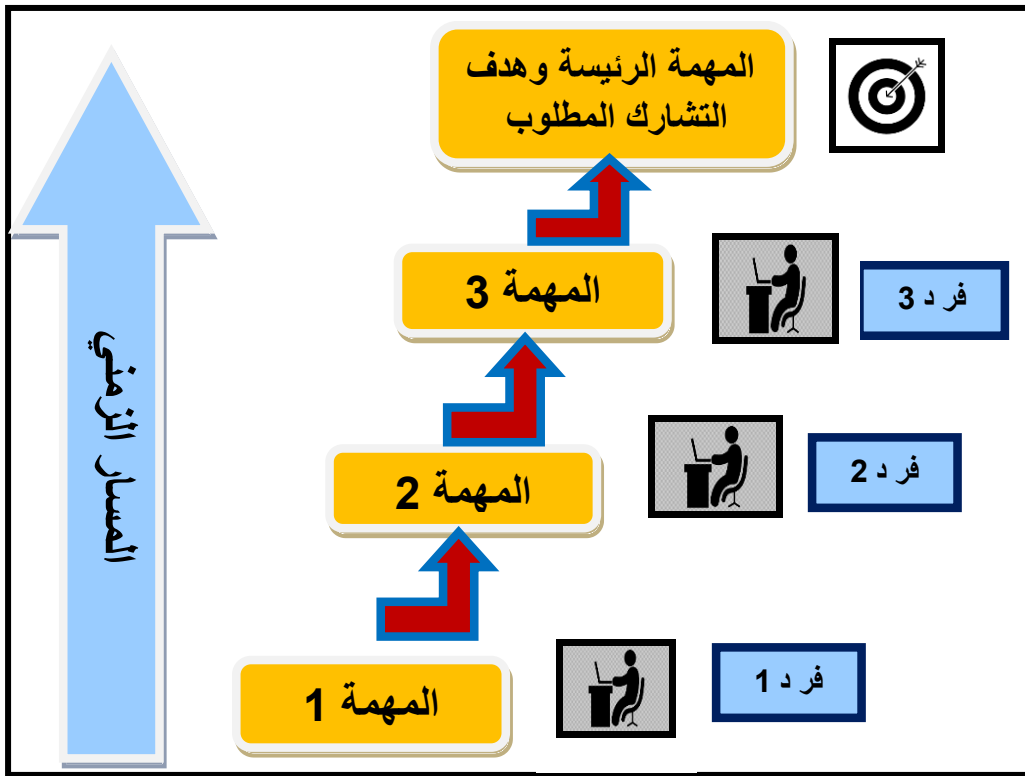 المهمة الرئيسة وهدف
التشارك المطلوب
المهمة 3
فر د 3
المهمة 2
فر د 2
المهمة 1
فر د 1
المسار الزمني